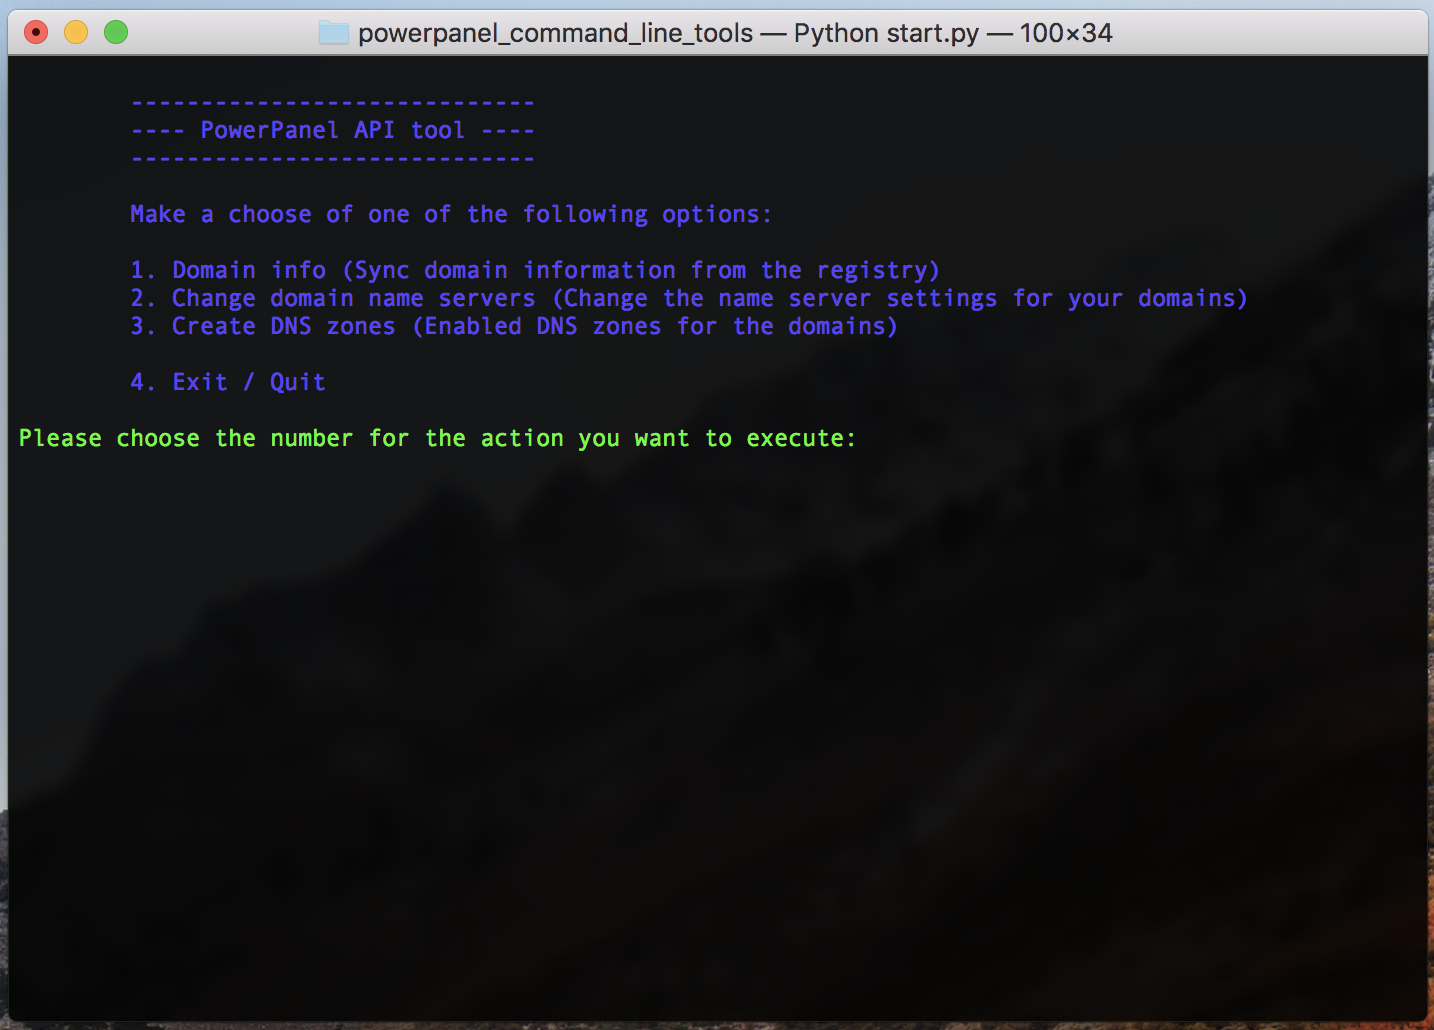 powerpanel_command_line_tools — Python start.py — 100×34
-----------------------------
---- PowerPanel API tool ----
-----------------------------
Make a choose of one of the following options:
1. Domain info (Sync domain information from the registry)
2. Change domain name servers (Change the name server settings for your domains)
3. Create DNS zones (Enabled DNS zones for the domains)
4. Exit / Quit
Please choose the number for the action you want to execute: